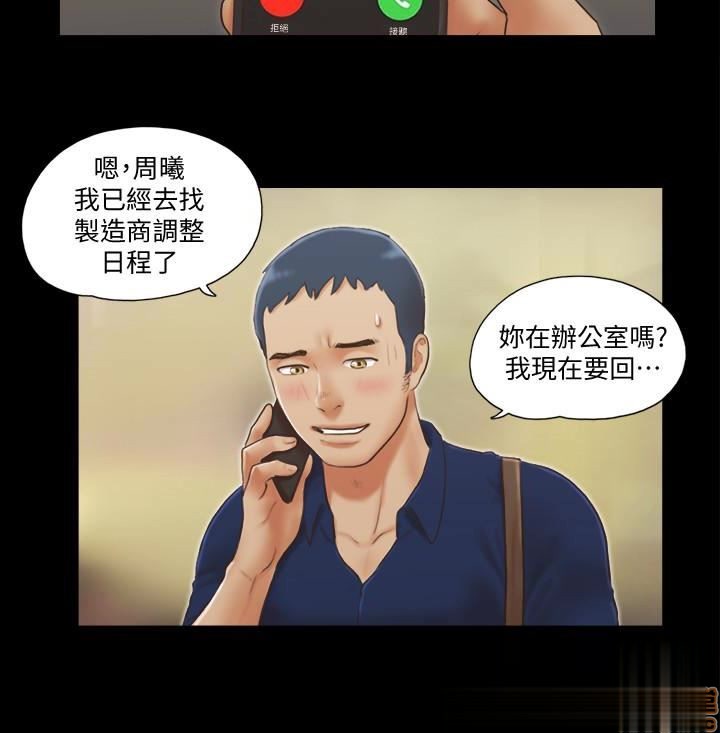 拒絕
接聽
嗯，周曦
我已經去找
製造商調整
日程了
妳在辦公室嗎?
我現在要回⋯